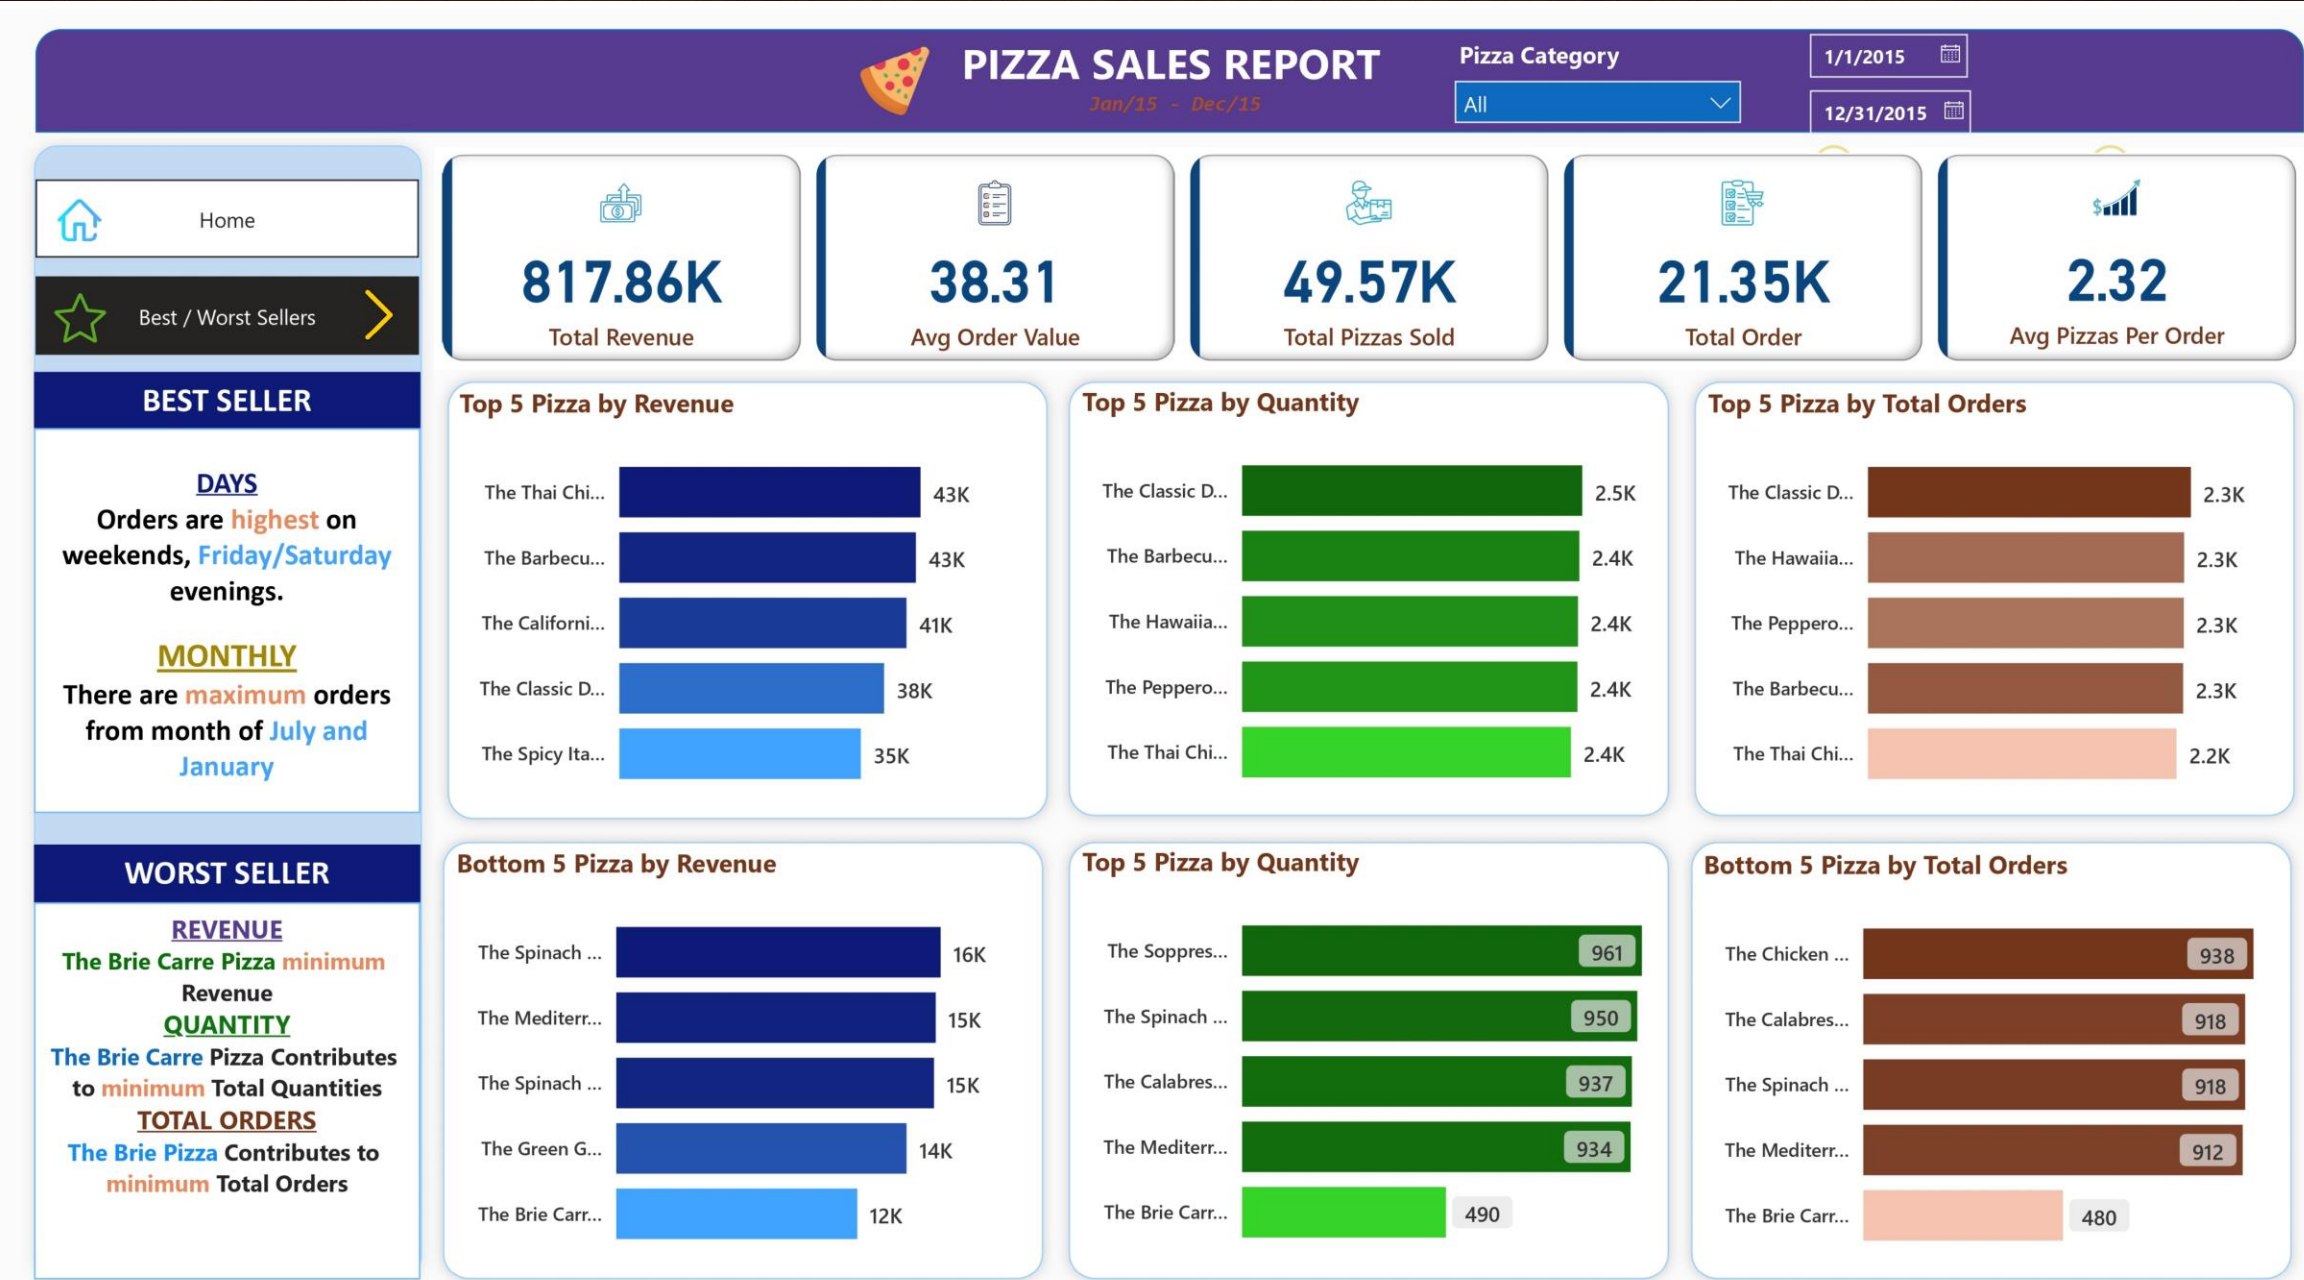 PIZZA SALES REPORT
Jan/15 - Dec/15
Pizza Category
All
1/1/2015
12/31/2015
Home
Best / Worst Sellers
817.86K
Total Revenue
38.31
Avg Order Value
49.57K
Total Pizzas Sold
21.35K
Total Order
2.32
Avg Pizzas Per Order
BEST SELLER
DAYS
Orders are highest on
weekends, Friday/Saturday
evenings.
MONTHLY
There are maximum orders
from month of July and
January
WORST SELLER
REVENUE
The Brie Carre Pizza minimum
Revenue
QUANTITY
The Brie Carre Pizza Contributes
to minimum Total Quantities
TOTAL ORDERS
The Brie Pizza Contributes to
minimum Total Orders
Top 5 Pizza by Revenue
The Thai Chi... 43K
The Barbecu... 43K
The Californi... 41K
The Classic D... 38K
The Spicy Ita... 35K
Top 5 Pizza by Quantity
The Classic D... 2.5K
The Barbecu... 2.4K
The Hawaiia... 2.4K
The Peppero... 2.4K
The Thai Chi... 2.4K
Top 5 Pizza by Total Orders
The Classic D... 2.3K
The Hawaiia... 2.3K
The Peppero... 2.3K
The Barbecu... 2.3K
The Thai Chi... 2.2K
Bottom 5 Pizza by Revenue
The Spinach ... 16K
The Mediterr... 15K
The Spinach ... 15K
The Green G... 14K
The Brie Carr... 12K
Top 5 Pizza by Quantity
The Soppres... 961
The Spinach ... 950
The Calabres... 937
The Mediterr... 934
The Brie Carr... 490
Bottom 5 Pizza by Total Orders
The Chicken ... 938
The Calabres... 918
The Spinach ... 918
The Mediterr... 912
The Brie Carr... 480